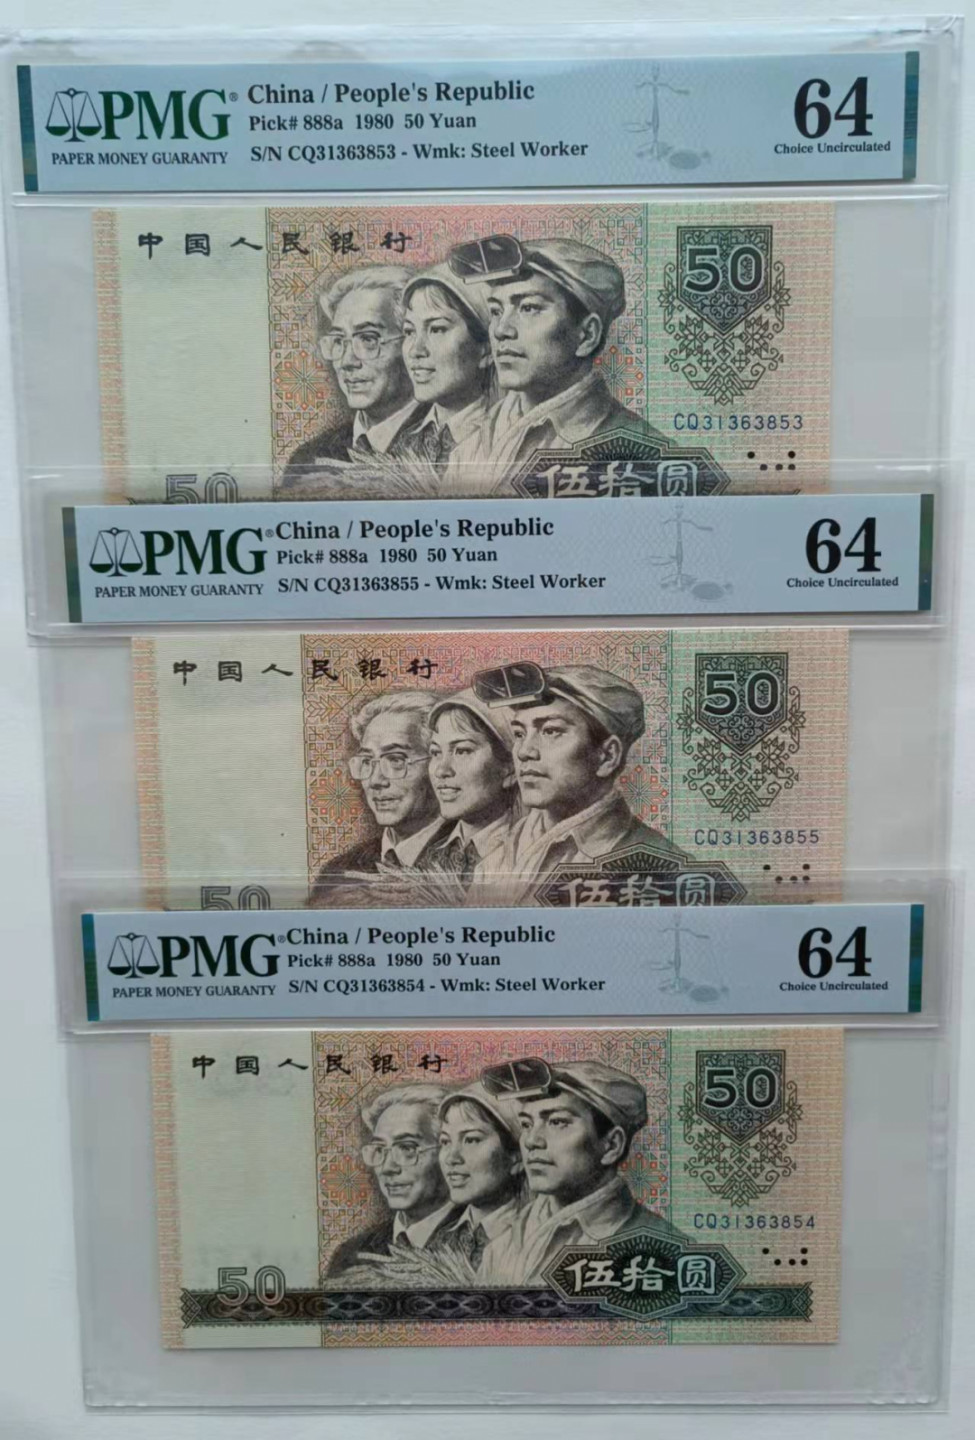 PMG® China / People's Republic 64
Pick# 888a 1980 50 Yuan
PAPER MONEY GUARANTY S/N CQ31363853 - Wmk: Steel Worker Choice Uncirculated
中国人民银行
50
CQ31363853
50 伍拾圆
PMG® China / People's Republic 64
Pick# 888a 1980 50 Yuan
PAPER MONEY GUARANTY S/N CQ31363855 - Wmk: Steel Worker Choice Uncirculated
中国人民银行
50
CQ31363855
50 伍拾圆
PMG® China / People's Republic 64
Pick# 888a 1980 50 Yuan
PAPER MONEY GUARANTY S/N CQ31363854 - Wmk: Steel Worker Choice Uncirculated
中国人民银行
50
CQ31363854
50 伍拾圆